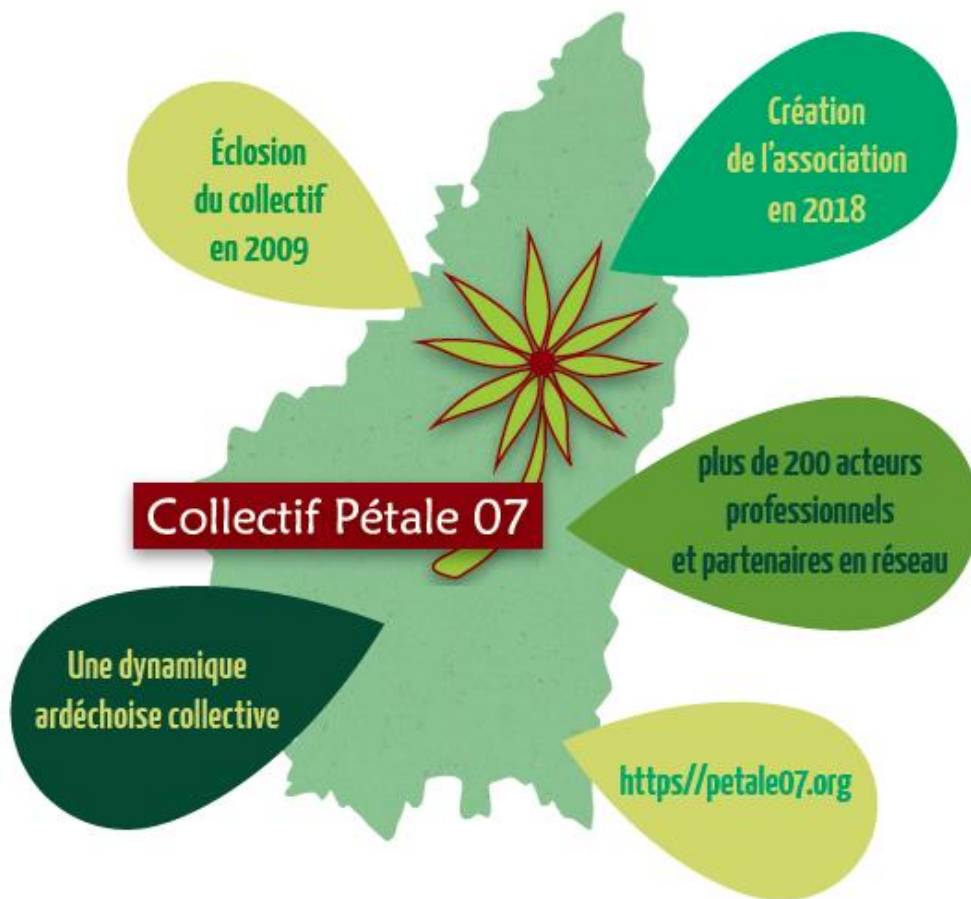 Éclosion
du collectif
en 2009
Création
de l'association
en 2018
plus de 200 acteurs
professionnels
et partenaires en réseau
Collectif Pétale 07
Une dynamique
ardéchoise collective
https//petale07.org